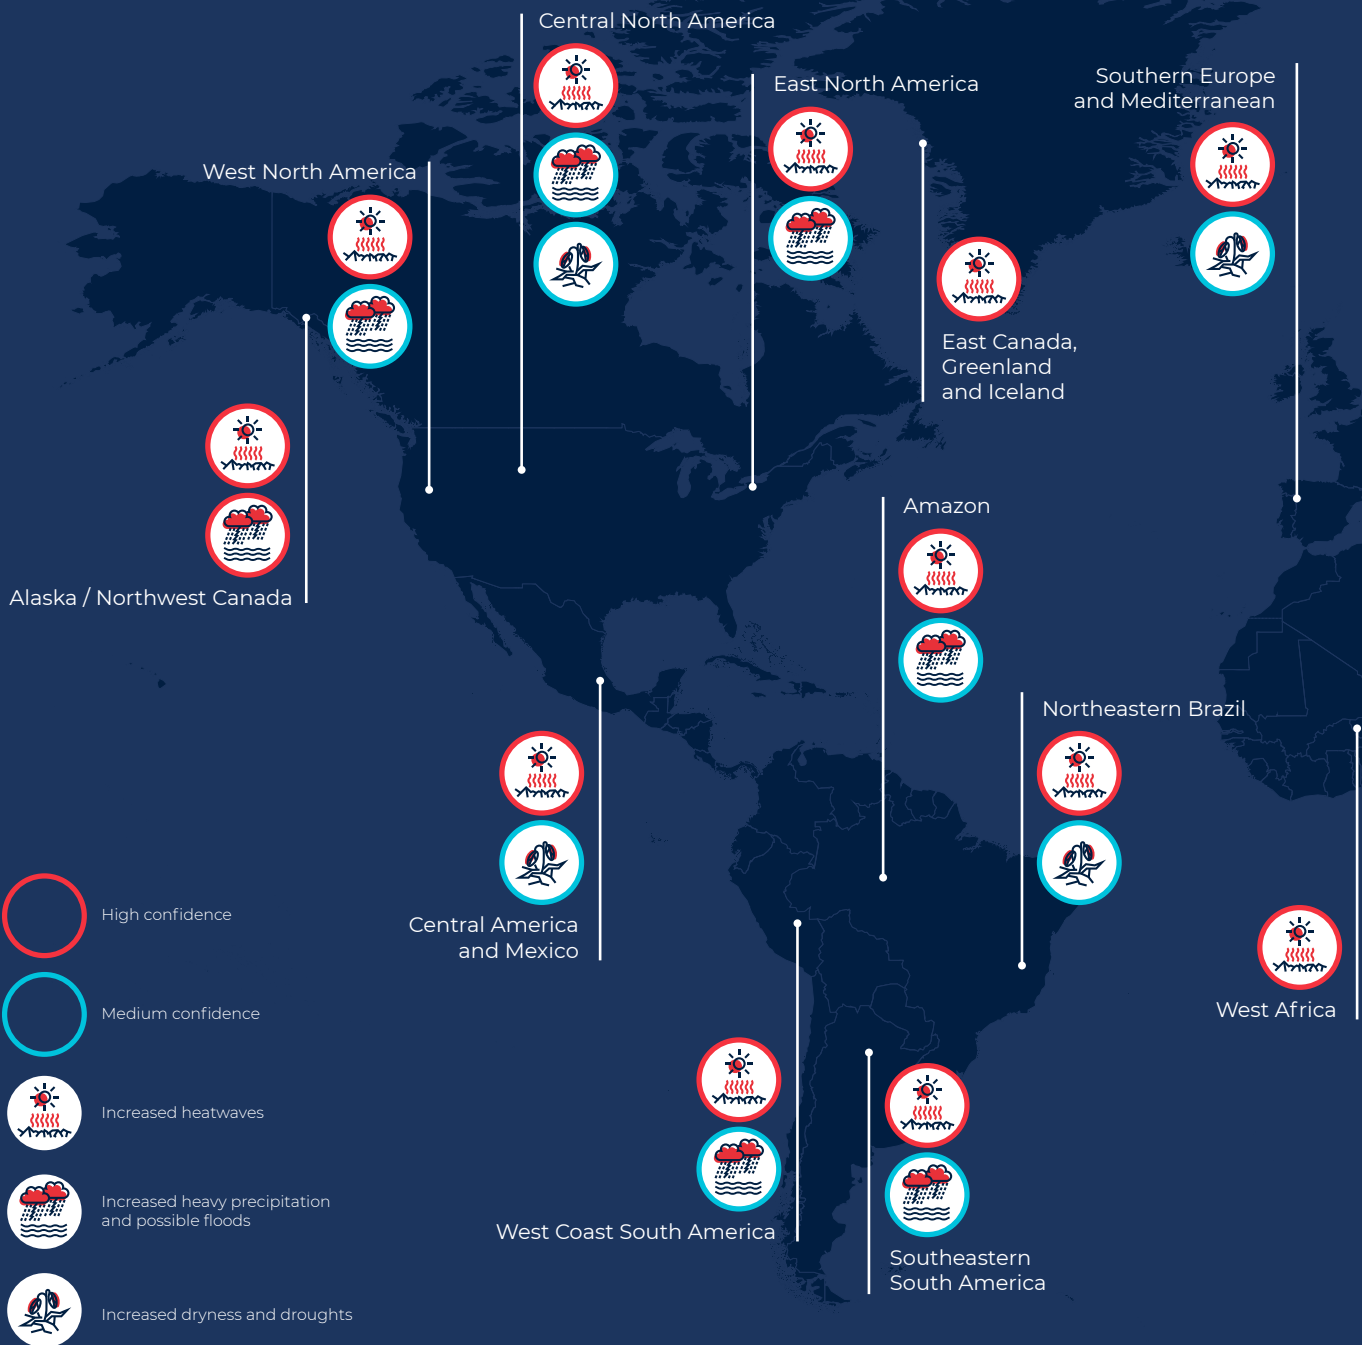 Central North America
East North America
Southern Europe
and Mediterranean
West North America
East Canada,
Greenland
and Iceland
Amazon
Alaska / Northwest Canada
Northeastern Brazil
Central America
and Mexico
West Africa
West Coast South America
Southeastern
South America
High confidence
Medium confidence
Increased heatwaves
Increased heavy precipitation
and possible floods
Increased dryness and droughts